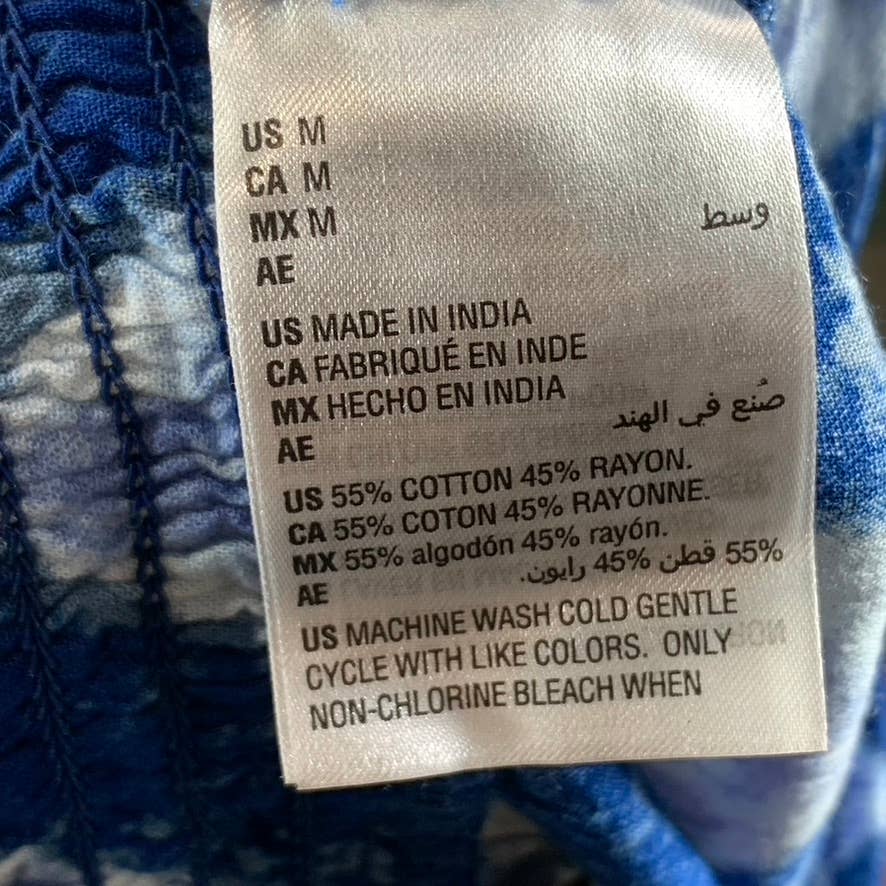 US M
CA M
MX M
AE وسط
US MADE IN INDIA
CA FABRIQUÉ EN INDE
MX HECHO EN INDIA
AE صُنع في الهند
US 55% COTTON 45% RAYON.
CA 55% COTON 45% RAYONNE.
MX 55% algodón 45% rayón.
AE 55% قطن 45% رايون.
US MACHINE WASH COLD GENTLE
CYCLE WITH LIKE COLORS. ONLY
NON-CHLORINE BLEACH WHEN